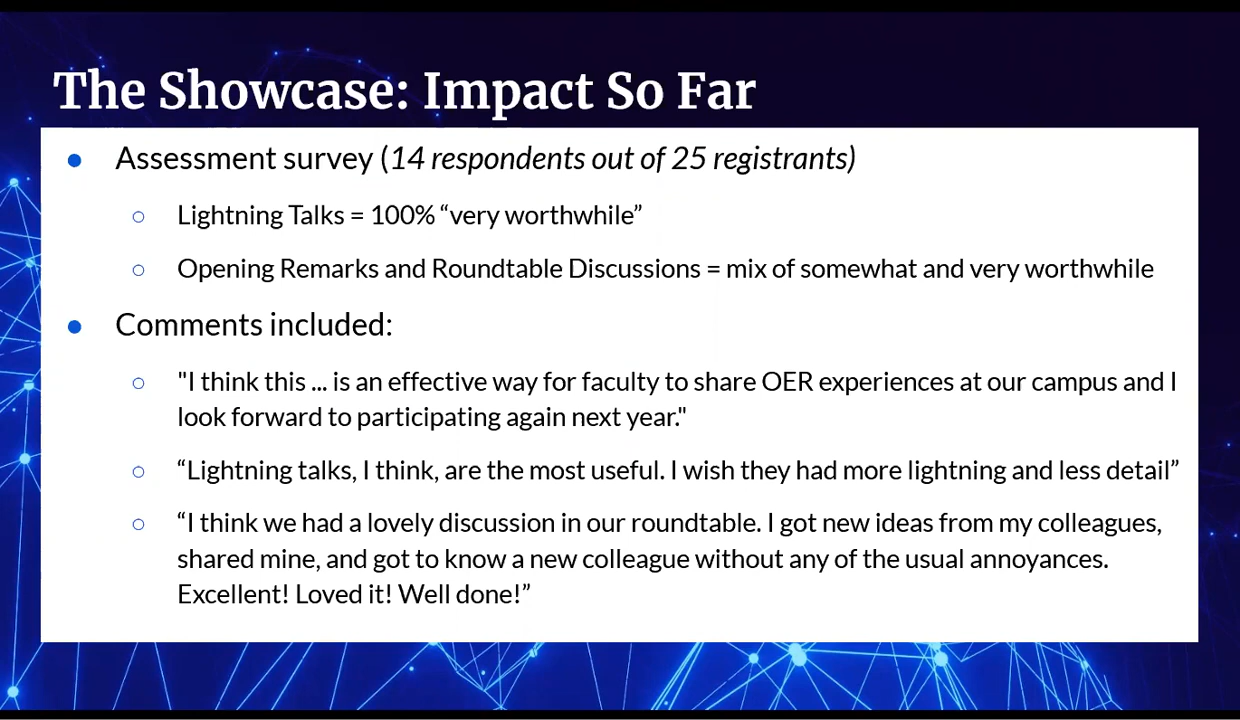 The Showcase: Impact So Far
● Assessment survey (14 respondents out of 25 registrants)
○ Lightning Talks = 100% “very worthwhile”
○ Opening Remarks and Roundtable Discussions = mix of somewhat and very worthwhile
● Comments included:
○ "I think this ... is an effective way for faculty to share OER experiences at our campus and I
look forward to participating again next year."
○ “Lightning talks, I think, are the most useful. I wish they had more lightning and less detail”
○ “I think we had a lovely discussion in our roundtable. I got new ideas from my colleagues,
shared mine, and got to know a new colleague without any of the usual annoyances.
Excellent! Loved it! Well done!”